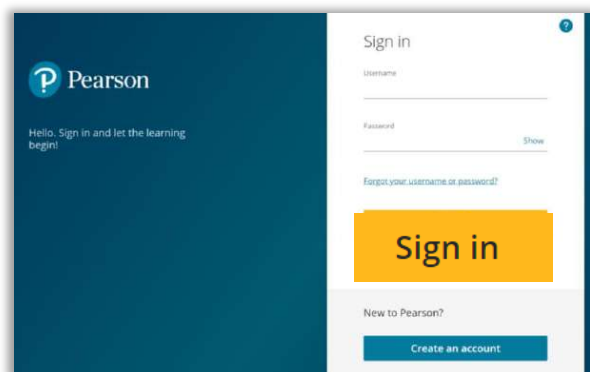 Pearson
Hello. Sign in and let the learning
begin!
?
Sign in
Username
Password
Show
Forgot your username or password?
Sign in
New to Pearson?
Create an account